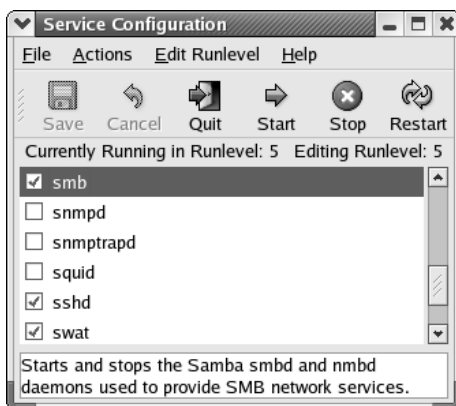 Service Configuration
File Actions Edit Runlevel Help
Save Cancel Quit Start Stop Restart
Currently Running in Runlevel: 5 Editing Runlevel: 5
smb
snmpd
snmptrapd
squid
sshd
swat
Starts and stops the Samba smbd and nmbd
daemons used to provide SMB network services.